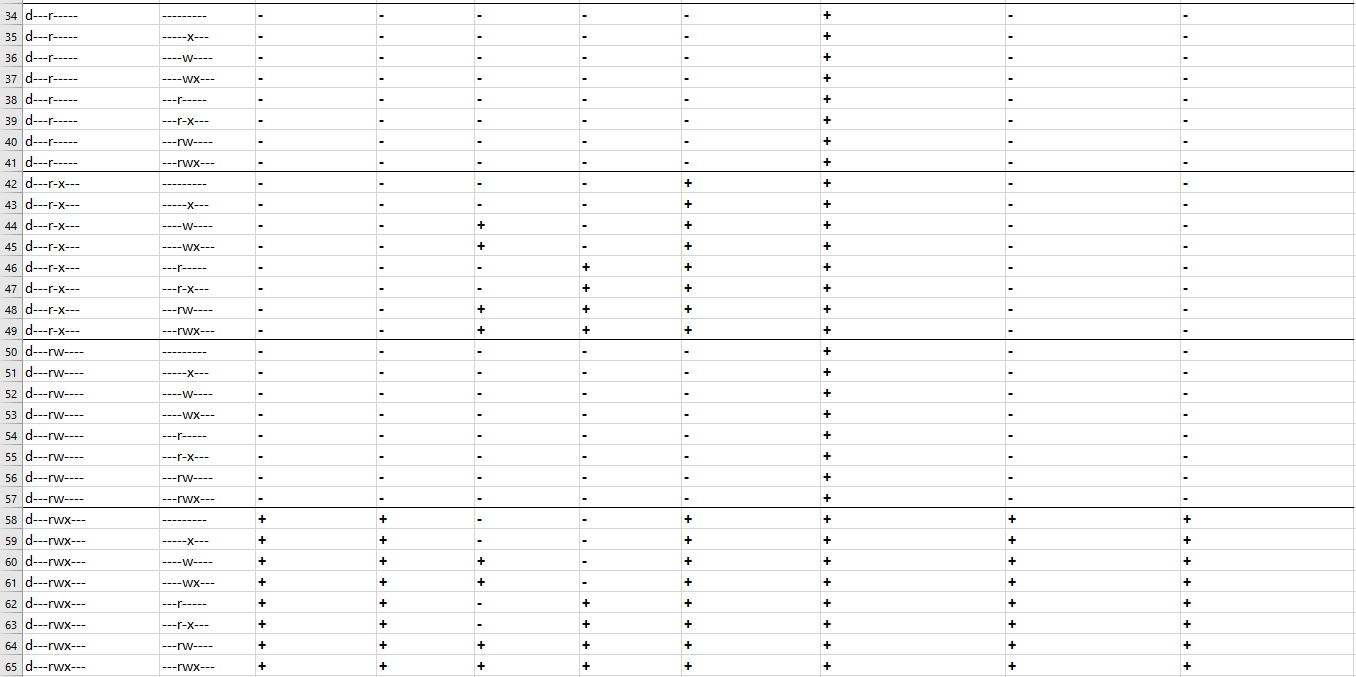 34 d---r----- --------- - - - - - + - -
35 d---r----- -----x--- - - - - - + - -
36 d---r----- ----w---- - - - - - + - -
37 d---r----- ----wx--- - - - - - + - -
38 d---r----- ---r----- - - - - - + - -
39 d---r----- ---r-x--- - - - - - + - -
40 d---r----- ---rw---- - - - - - + - -
41 d---r----- ---rwx--- - - - - - + - -
42 d---r-x--- --------- - - - - + + - -
43 d---r-x--- -----x--- - - - - + + - -
44 d---r-x--- ----w---- - - + - + + - -
45 d---r-x--- ----wx--- - - + - + + - -
46 d---r-x--- ---r----- - - - + + + - -
47 d---r-x--- ---r-x--- - - - + + + - -
48 d---r-x--- ---rw---- - - + + + + - -
49 d---r-x--- ---rwx--- - - + + + + - -
50 d---rw---- --------- - - - - - + - -
51 d---rw---- -----x--- - - - - - + - -
52 d---rw---- ----w---- - - - - - + - -
53 d---rw---- ----wx--- - - - - - + - -
54 d---rw---- ---r----- - - - - - + - -
55 d---rw---- ---r-x--- - - - - - + - -
56 d---rw---- ---rw---- - - - - - + - -
57 d---rw---- ---rwx--- - - - - - + - -
58 d---rwx--- --------- + + - - + + + +
59 d---rwx--- -----x--- + + - - + + + +
60 d---rwx--- ----w---- + + + - + + + +
61 d---rwx--- ----wx--- + + + - + + + +
62 d---rwx--- ---r----- + + - + + + + +
63 d---rwx--- ---r-x--- + + - + + + + +
64 d---rwx--- ---rw---- + + + + + + + +
65 d---rwx--- ---rwx--- + + + + + + + +